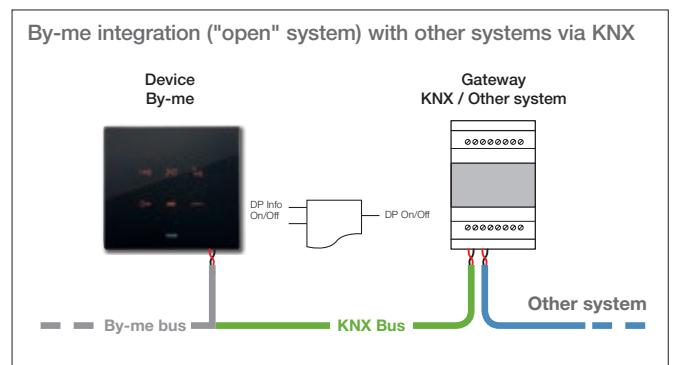 By-me integration ("open" system) with other systems via KNX
Device
By-me
Gateway
KNX / Other system
DP Info
On/Off
DP On/Off
Other system
By-me bus
KNX Bus